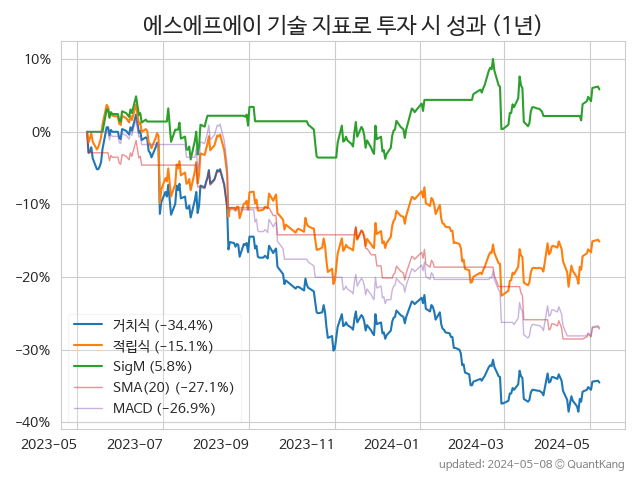 에스에프에이 기술 지표로 투자 시 성과 (1년)
10%
0%
−10%
−20%
−30%
−40%
거치식 (−34.4%)
적립식 (−15.1%)
SigM (5.8%)
SMA(20) (−27.1%)
MACD (−26.9%)
2023−05 2023−07 2023−09 2023−11 2024−01 2024−03 2024−05
updated: 2024-05-08 © QuantKang